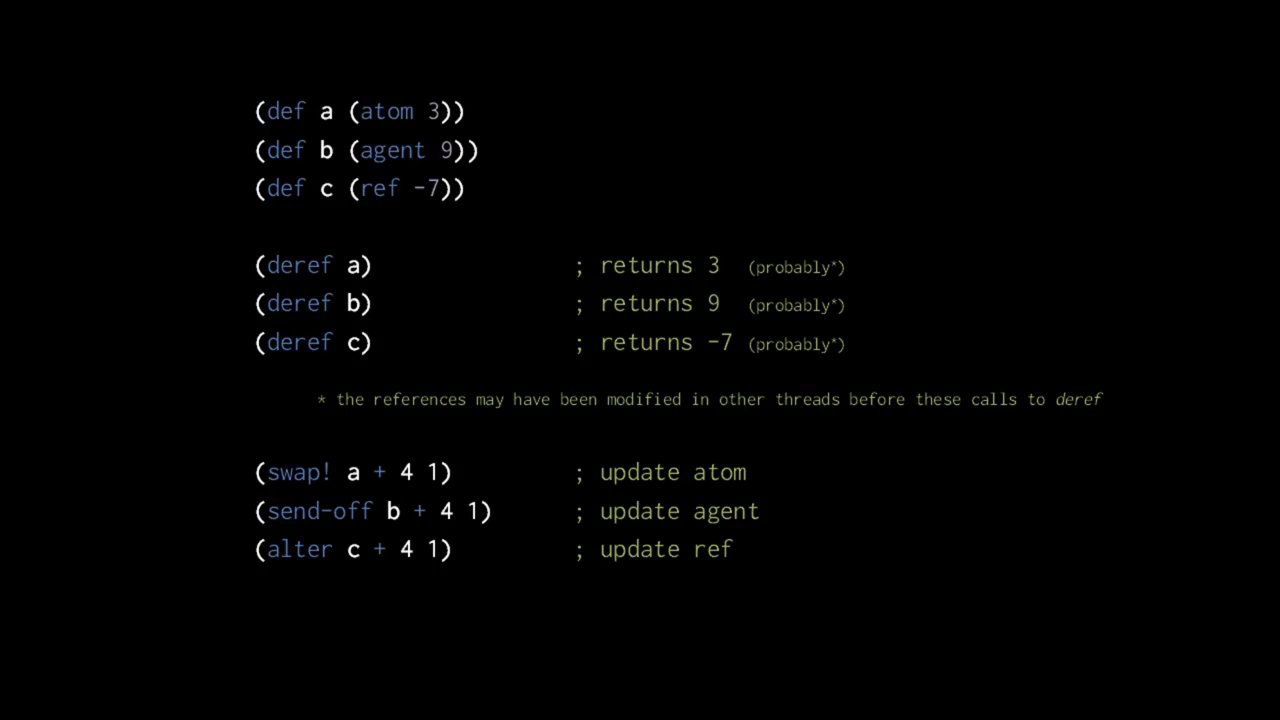 (def a (atom 3))
(def b (agent 9))
(def c (ref -7))
(deref a) ; returns 3 (probably*)
(deref b) ; returns 9 (probably*)
(deref c) ; returns -7 (probably*)
* the references may have been modified in other threads before these calls to deref
(swap! a + 4 1) ; update atom
(send-off b + 4 1) ; update agent
(alter c + 4 1) ; update ref